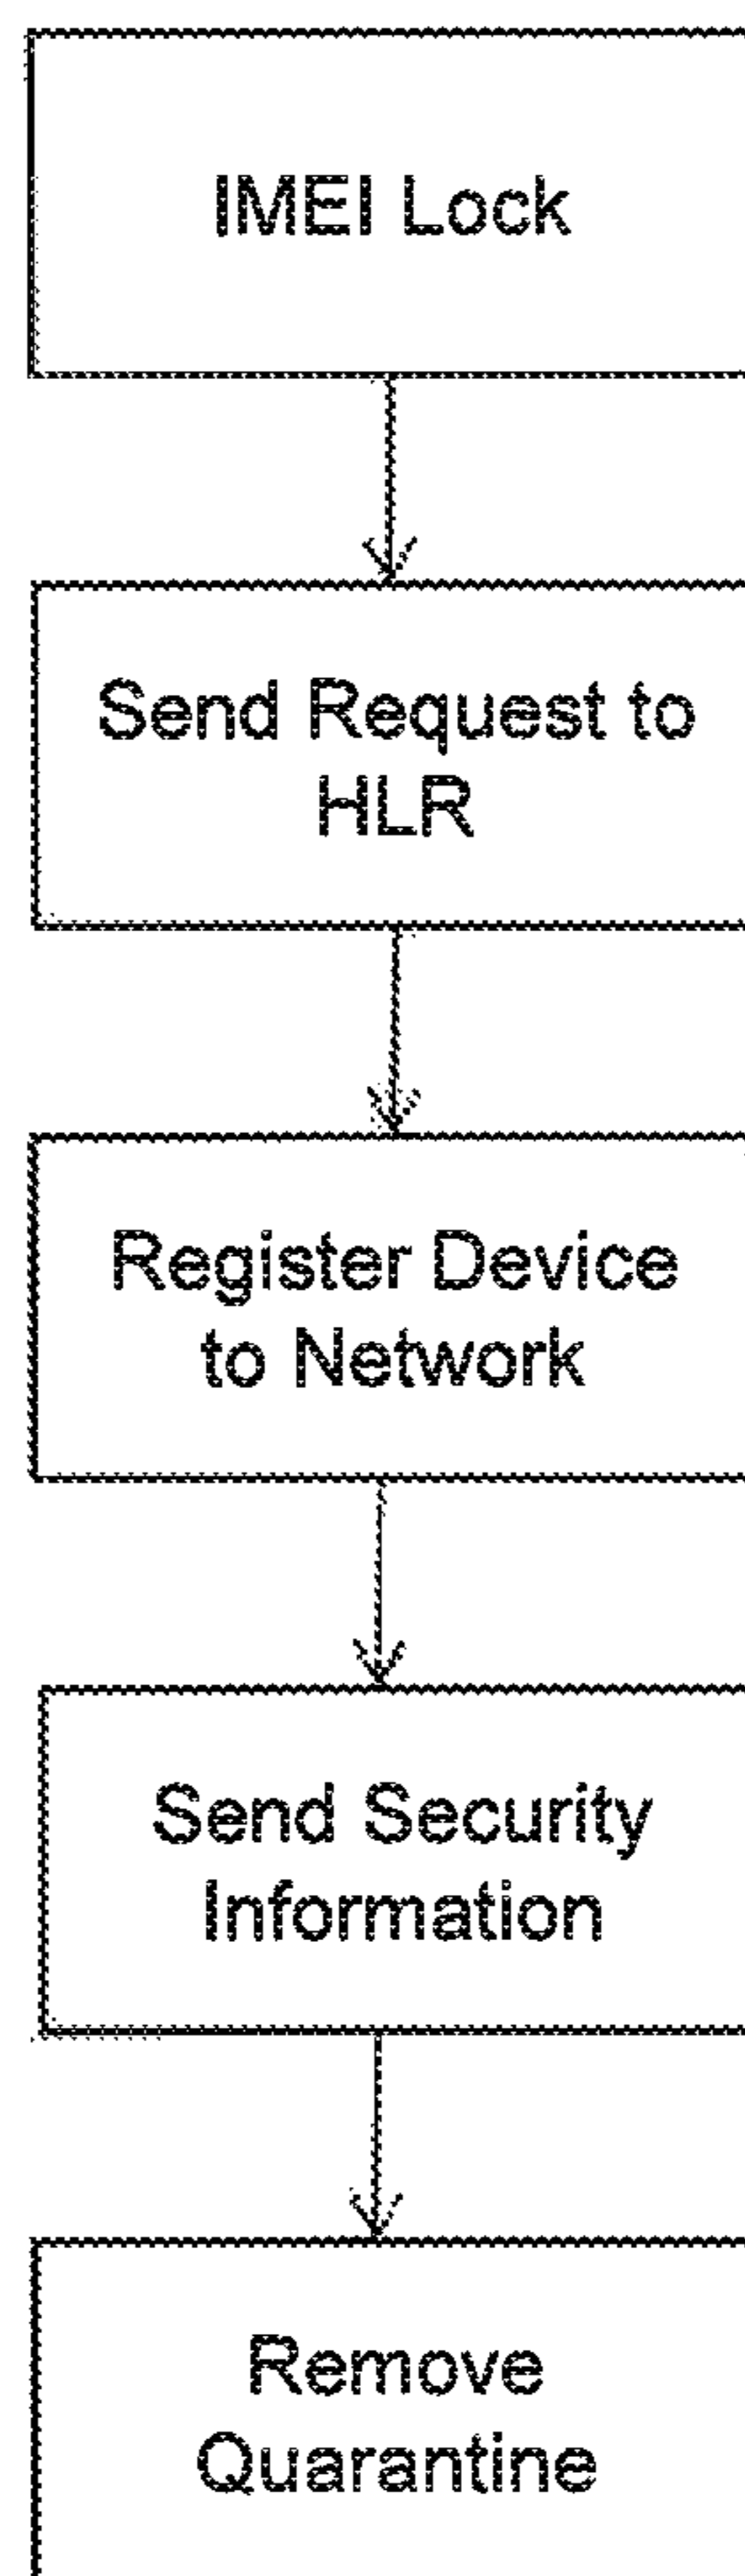 IMEI Lock
Send Request to
HLR
Register Device
to Network
Send Security
Information
Remove
Quarantine